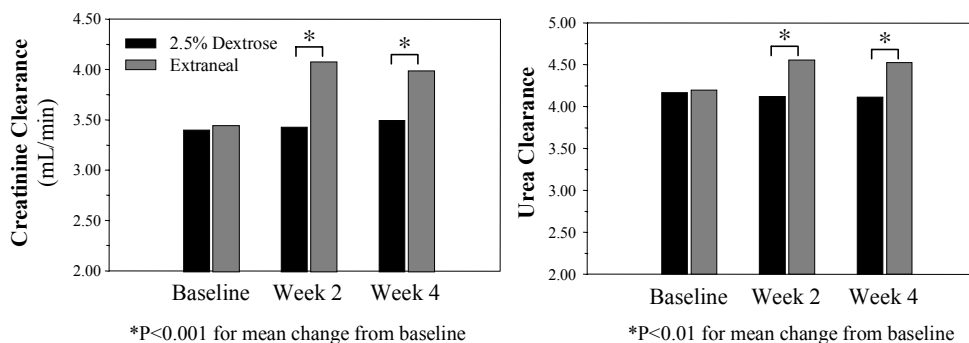 Creatinine Clearance
(mL/min)
4.50
4.00
3.50
3.00
2.50
2.00
2.5% Dextrose
Extraneal
*
*
Baseline
Week 2
Week 4
*P<0.001 for mean change from baseline
Urea Clearance
5.00
4.50
4.00
3.50
3.00
2.50
2.00
*
*
Baseline
Week 2
Week 4
*P<0.01 for mean change from baseline